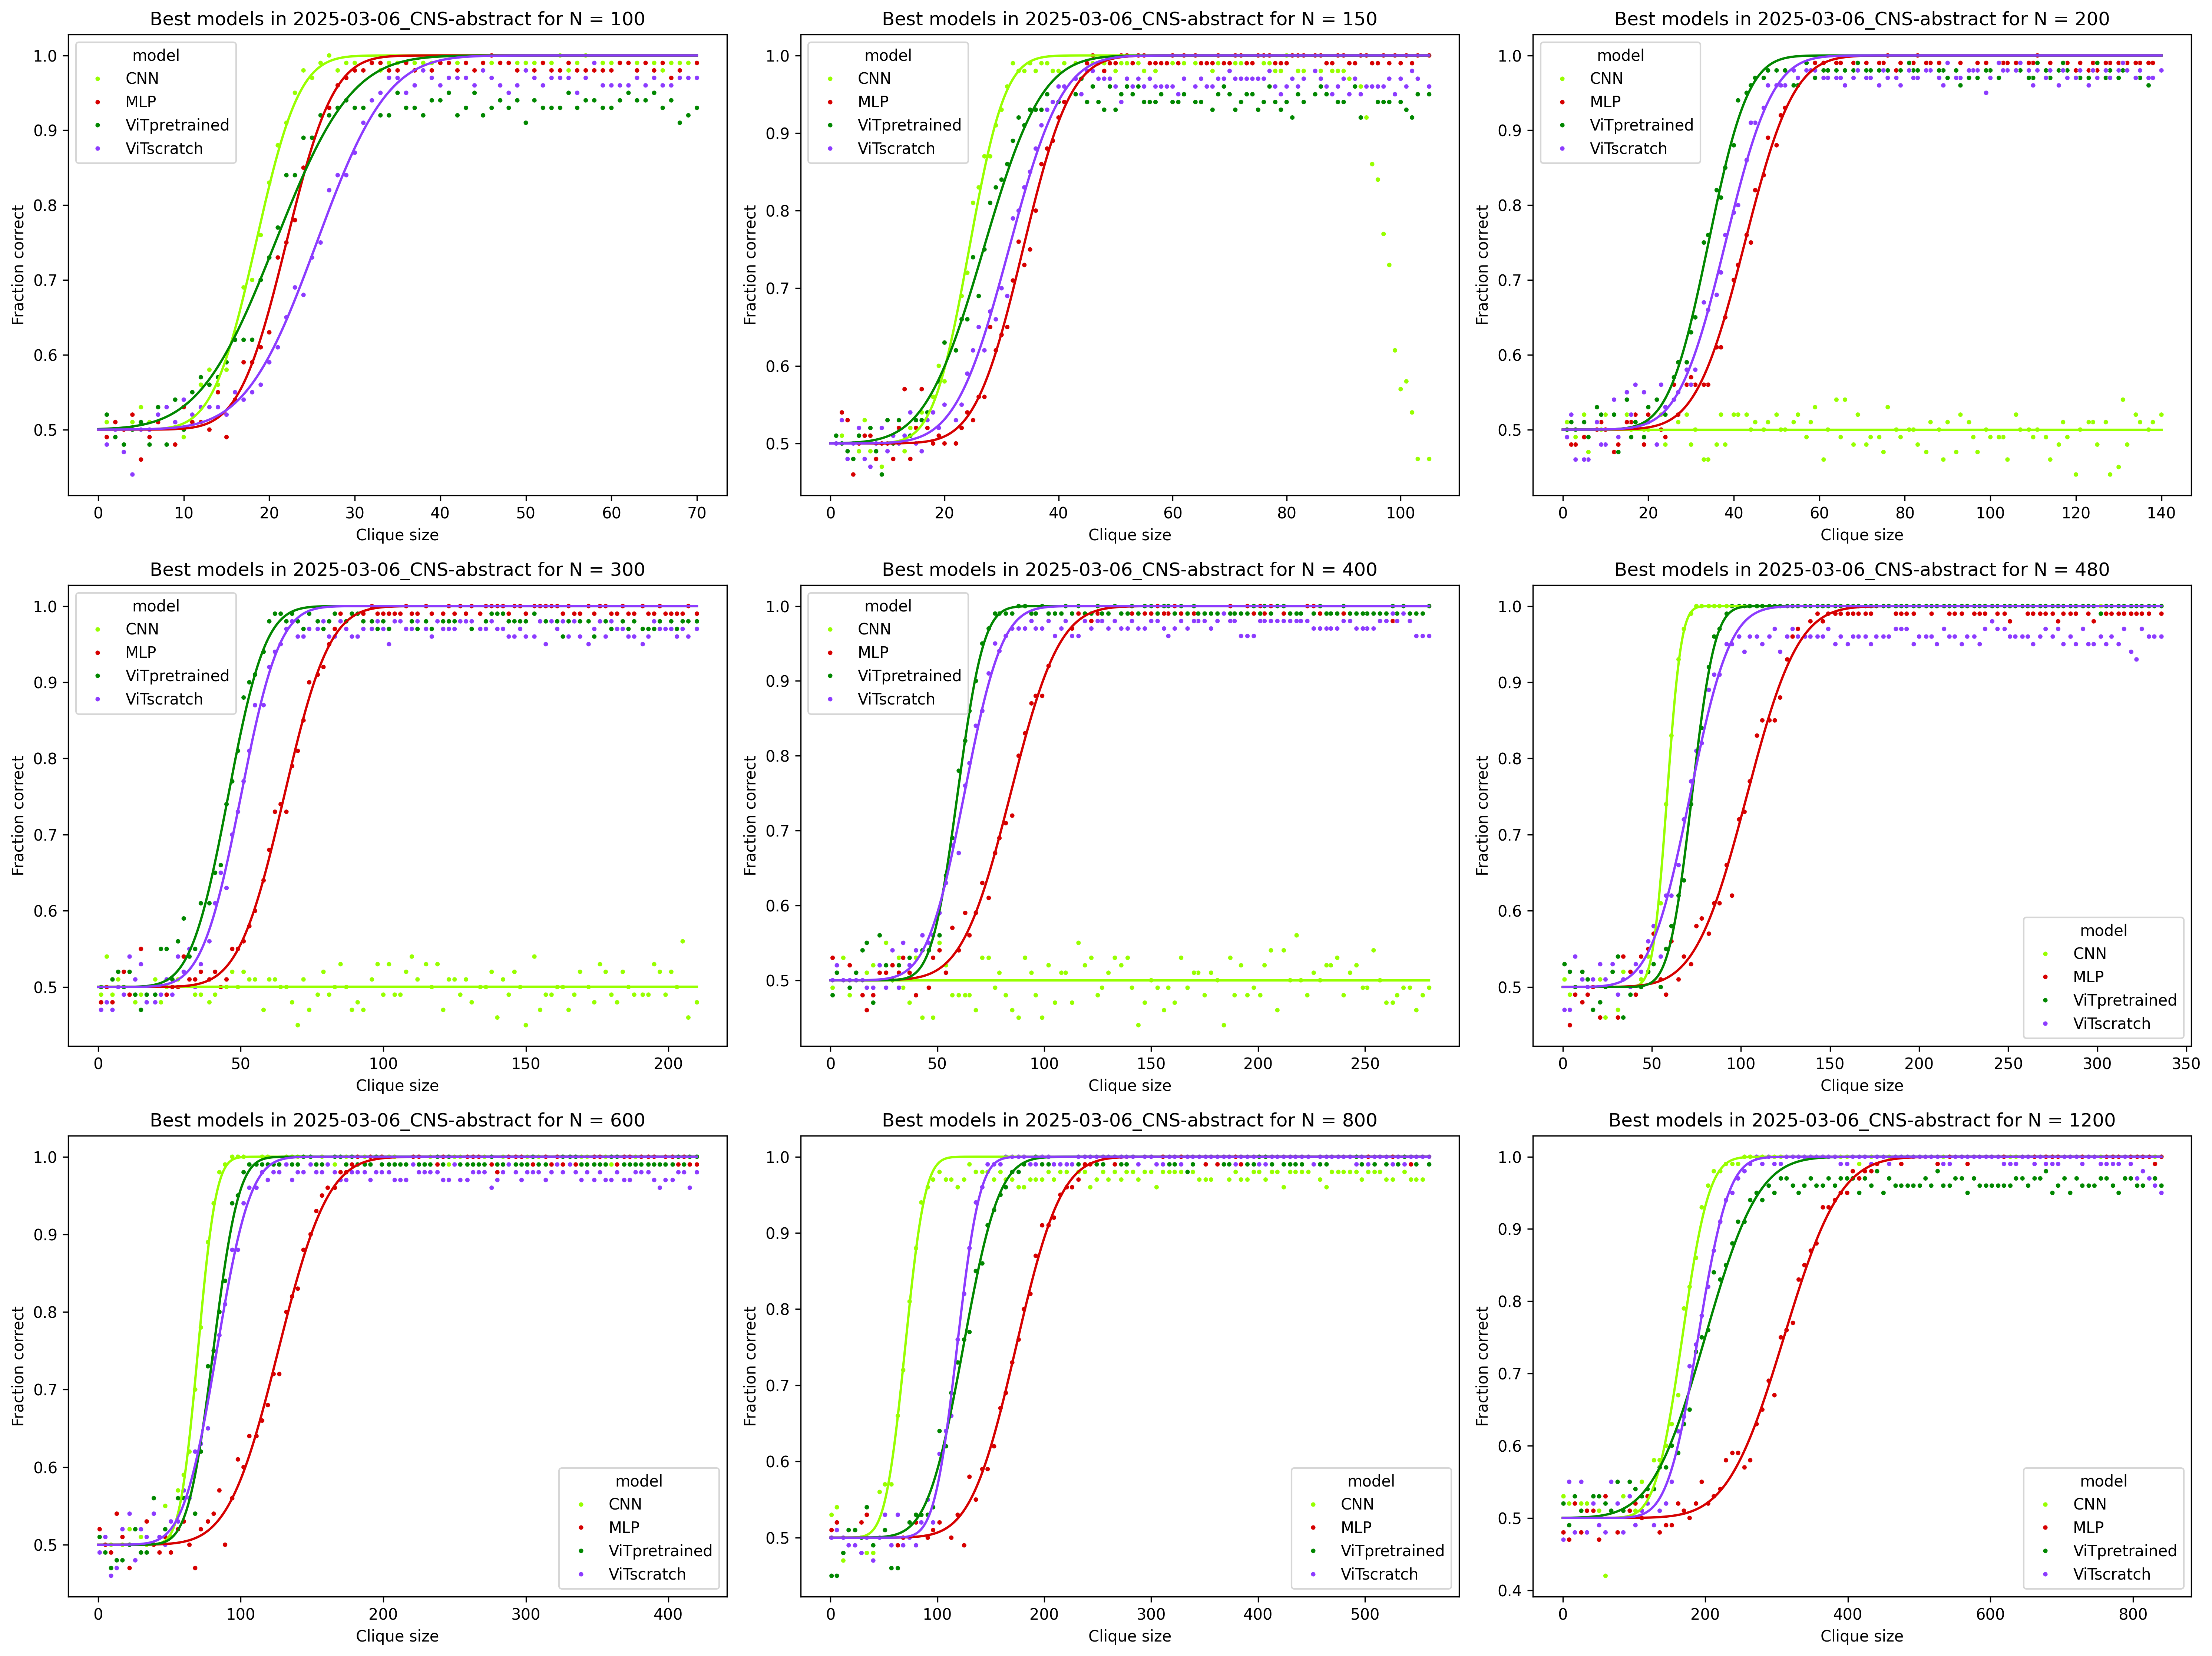 Best models in 2025-03-06_CNS-abstract for N = 100
model
CNN
MLP
ViTpretrained
ViTscratch
Fraction correct
1.0
0.9
0.8
0.7
0.6
0.5
0 10 20 30 40 50 60 70
Clique size
Best models in 2025-03-06_CNS-abstract for N = 150
model
CNN
MLP
ViTpretrained
ViTscratch
Fraction correct
1.0
0.9
0.8
0.7
0.6
0.5
0 20 40 60 80 100
Clique size
Best models in 2025-03-06_CNS-abstract for N = 200
model
CNN
MLP
ViTpretrained
ViTscratch
Fraction correct
1.0
0.9
0.8
0.7
0.6
0.5
0 20 40 60 80 100 120 140
Clique size
Best models in 2025-03-06_CNS-abstract for N = 300
model
CNN
MLP
ViTpretrained
ViTscratch
Fraction correct
1.0
0.9
0.8
0.7
0.6
0.5
0 50 100 150 200
Clique size
Best models in 2025-03-06_CNS-abstract for N = 400
model
CNN
MLP
ViTpretrained
ViTscratch
Fraction correct
1.0
0.9
0.8
0.7
0.6
0.5
0 50 100 150 200 250
Clique size
Best models in 2025-03-06_CNS-abstract for N = 480
Fraction correct
1.0
0.9
0.8
0.7
0.6
0.5
model
CNN
MLP
ViTpretrained
ViTscratch
0 50 100 150 200 250 300 350
Clique size
Best models in 2025-03-06_CNS-abstract for N = 600
Fraction correct
1.0
0.9
0.8
0.7
0.6
0.5
model
CNN
MLP
ViTpretrained
ViTscratch
0 100 200 300 400
Clique size
Best models in 2025-03-06_CNS-abstract for N = 800
Fraction correct
1.0
0.9
0.8
0.7
0.6
0.5
model
CNN
MLP
ViTpretrained
ViTscratch
0 100 200 300 400 500
Clique size
Best models in 2025-03-06_CNS-abstract for N = 1200
Fraction correct
1.0
0.9
0.8
0.7
0.6
0.5
0.4
model
CNN
MLP
ViTpretrained
ViTscratch
0 200 400 600 800
Clique size